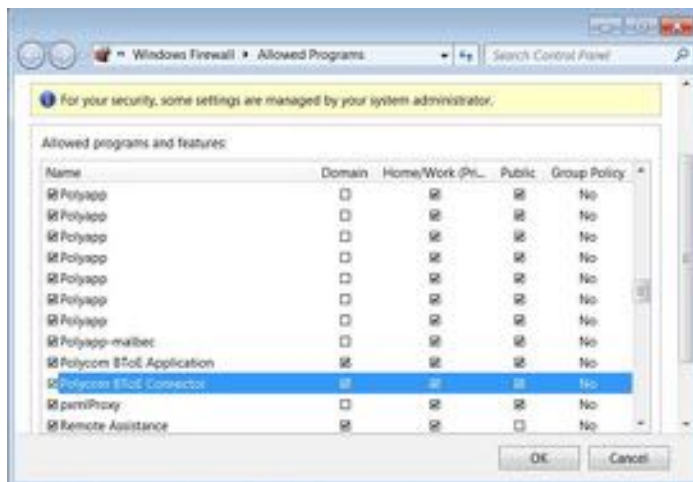 Windows Firewall Allowed Programs Search Control Panel
For your security, some settings are managed by your system administrator.
Allowed programs and features:
Name Domain Home/Work (Pri... Public Group Policy
Polyapp No
Polyapp No
Polyapp No
Polyapp No
Polyapp No
Polyapp No
Polyapp No
Polyapp-malbec No
Polycom BToE Application No
Polycom BToE Connector No
pxmlProxy No
Remote Assistance No
OK Cancel